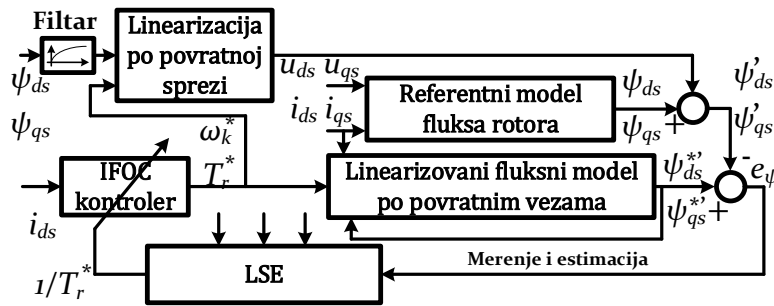 Filtar
Linearizacija
po povratnoj
sprezi
ψds
ψqs
uds uqs
ids iqs
Referentni model
fluksa rotora
ψds
ψqs +
ψ'ds
ψ'qs
ω*k
T*r
IFOC
kontroler
ids
Linearizovani fluksni model
po povratnim vezama
ψ*'ds
ψ*'qs +
- eψ
1/T*r
LSE
Merenje i estimacija